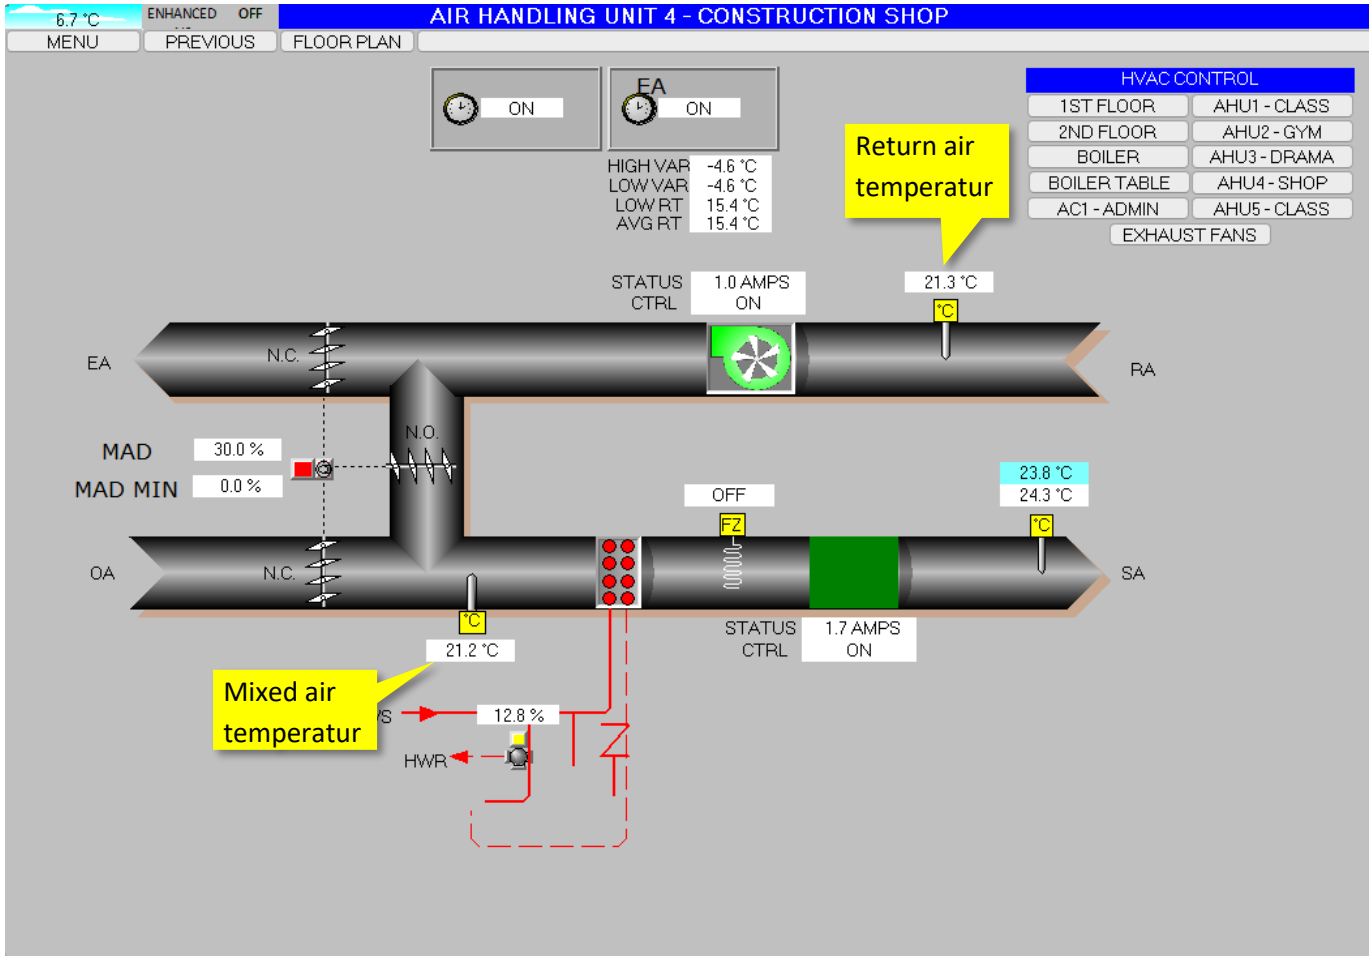 6.7 °C
ENHANCED OFF
AIR HANDLING UNIT 4 - CONSTRUCTION SHOP
MENU
PREVIOUS
FLOOR PLAN
ON
EA
ON
HVAC CONTROL
1ST FLOOR
AHU1 - CLASS
2ND FLOOR
AHU2 - GYM
BOILER
AHU3 - DRAMA
BOILER TABLE
AHU4 - SHOP
AC1 - ADMIN
AHU5 - CLASS
EXHAUST FANS
Return air
temperatur
HIGH VAR -4.6 °C
LOW VAR -4.6 °C
LOW RT 15.4 °C
AVG RT 15.4 °C
STATUS 1.0 AMPS
CTRL ON
21.3 °C
°C
EA
N.C.
RA
N.O.
MAD 30.0 %
MAD MIN 0.0 %
23.8 °C
24.3 °C
OFF
FZ
°C
OA
N.C.
SA
°C
21.2 °C
STATUS 1.7 AMPS
CTRL ON
Mixed air
temperatur
12.8 %
HWR